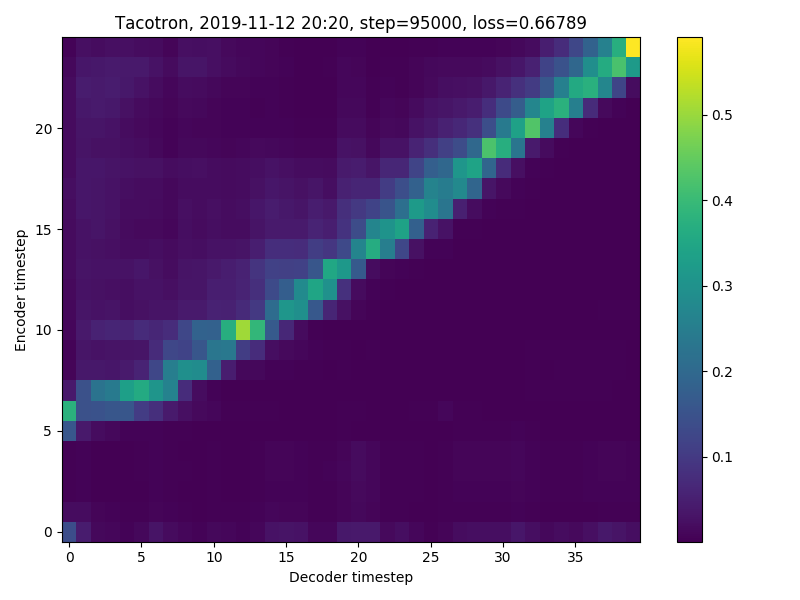 Tacotron, 2019-11-12 20:20, step=95000, loss=0.66789
Encoder timestep
20
15
10
5
0
0 5 10 15 20 25 30 35
Decoder timestep
0.5
0.4
0.3
0.2
0.1